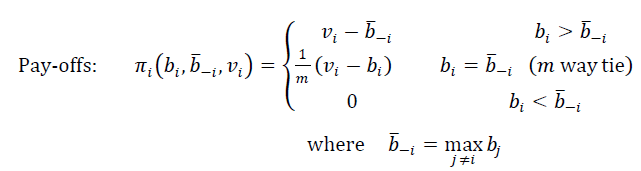 v_i − b̄_{−i}   b_i > b̄_{−i}
Pay-offs: π_i(b_i, b̄_{−i}, v_i) = { 1/m (v_i − b_i)   b_i = b̄_{−i} (m way tie)
0   b_i < b̄_{−i}
where b̄_{−i} = max_{j≠i} b_j